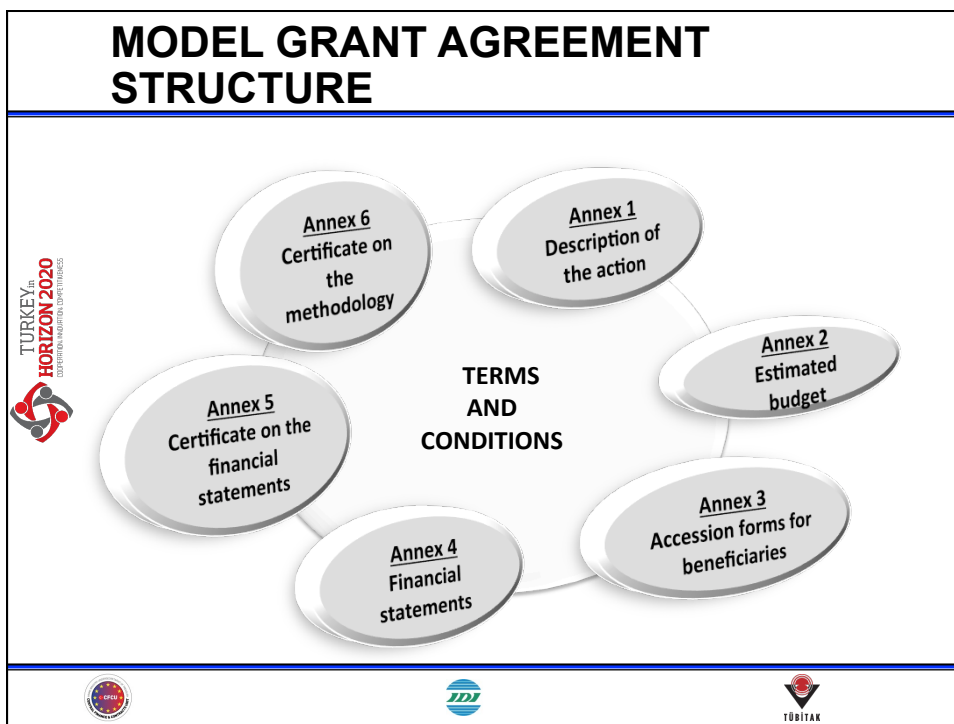 MODEL GRANT AGREEMENT
STRUCTURE
Annex 6
Certificate on
the
methodology
Annex 1
Description of
the action
TURKEY in
HORIZON 2020
COOPERATION, INNOVATION, COMPETITIVENESS
Annex 2
Estimated
budget
TERMS
AND
CONDITIONS
Annex 5
Certificate on the
financial
statements
Annex 3
Accession forms for
beneficiaries
Annex 4
Financial
statements
CFCU
JDI
TÜBİTAK